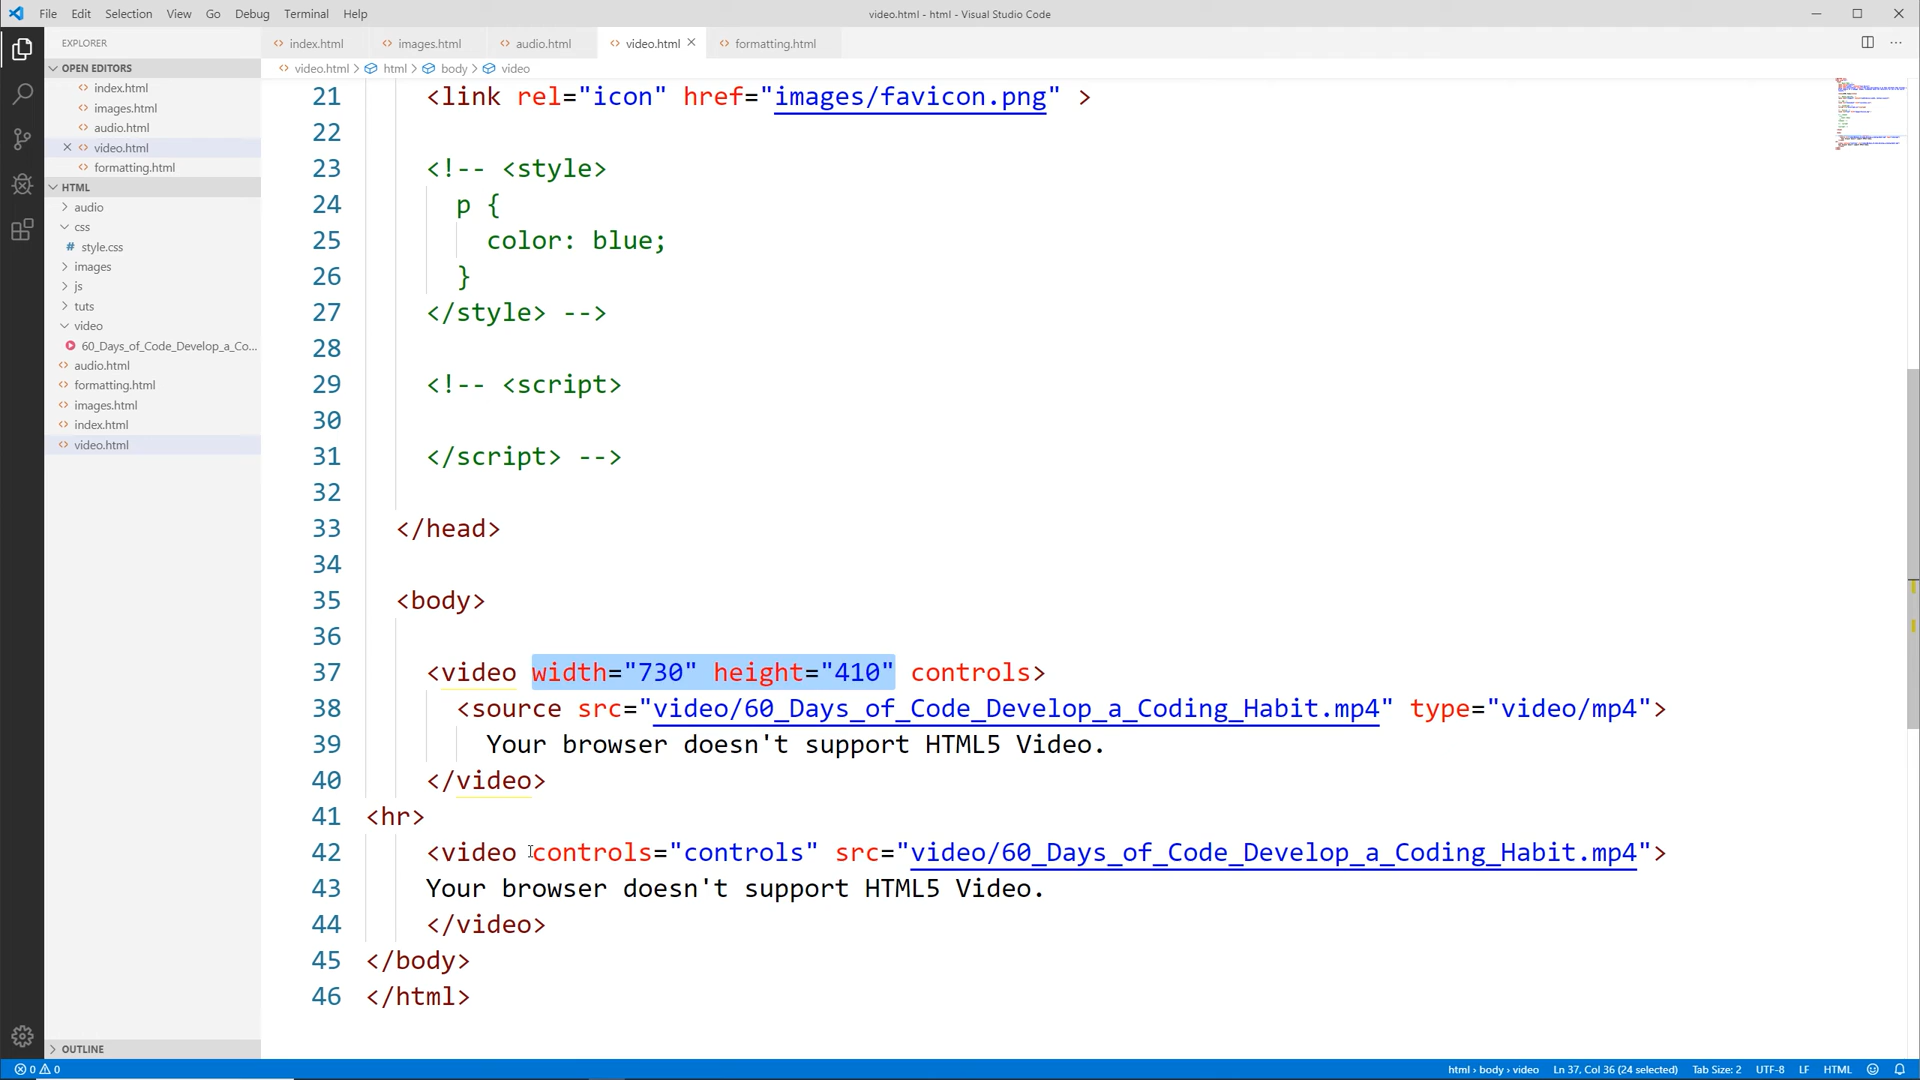 File Edit Selection View Go Debug Terminal Help
video.html - html - Visual Studio Code
EXPLORER
OPEN EDITORS
index.html
images.html
audio.html
video.html
formatting.html
HTML
audio
css
style.css
images
js
tuts
video
60_Days_of_Code_Develop_a_Co...
audio.html
formatting.html
images.html
index.html
video.html
OUTLINE
index.html images.html audio.html video.html formatting.html
video.html > html > body > video
21 <link rel="icon" href="images/favicon.png" >
22
23 <!-- <style>
24 p {
25 color: blue;
26 }
27 </style> -->
28
29 <!-- <script>
30
31 </script> -->
32
33 </head>
34
35 <body>
36
37 <video width="730" height="410" controls>
38 <source src="video/60_Days_of_Code_Develop_a_Coding_Habit.mp4" type="video/mp4">
39 Your browser doesn't support HTML5 Video.
40 </video>
41 <hr>
42 <video controls="controls" src="video/60_Days_of_Code_Develop_a_Coding_Habit.mp4">
43 Your browser doesn't support HTML5 Video.
44 </video>
45 </body>
46 </html>
0 0 html › body › video Ln 37, Col 36 (24 selected) Tab Size: 2 UTF-8 LF HTML